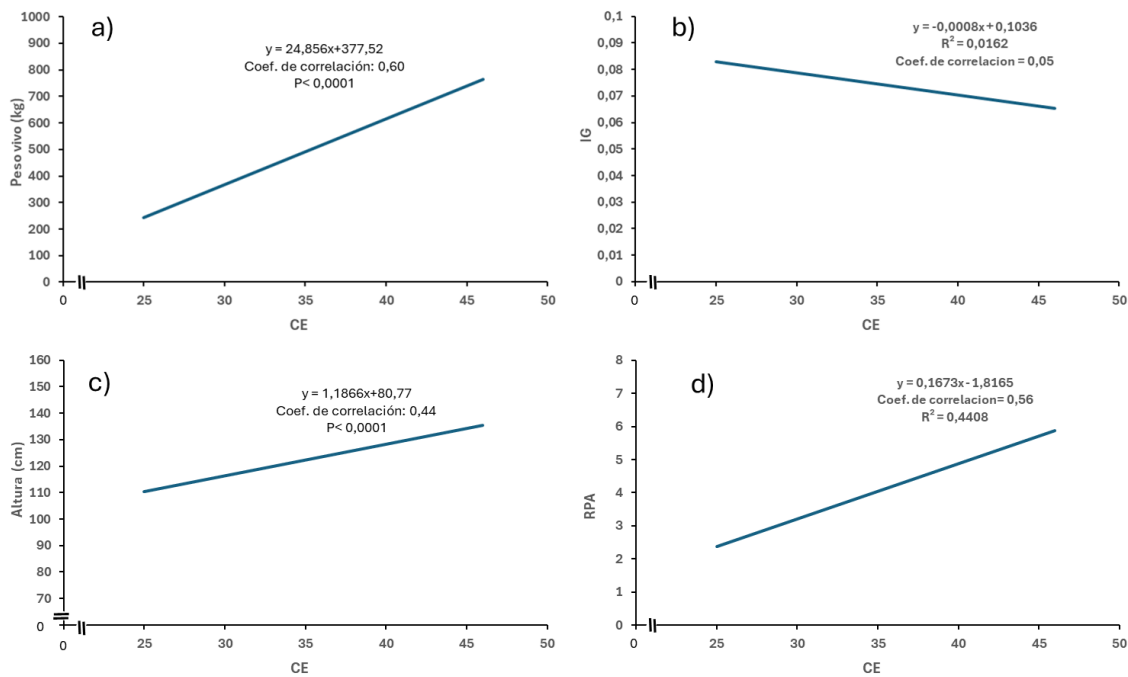 a)
y = 24,856x+377,52
Coef. de correlación: 0,60
P< 0,0001
Peso vivo (kg)
1000
900
800
700
600
500
400
300
200
100
0
0 25 30 35 40 45 50
CE
b)
y = -0,0008x + 0,1036
R² = 0,0162
Coef. de correlacion = 0,05
IG
0,1
0,09
0,08
0,07
0,06
0,05
0,04
0,03
0,02
0,01
0
0 25 30 35 40 45 50
CE
c)
y = 1,1866x+80,77
Coef. de correlación: 0,44
P< 0,0001
Altura (cm)
160
150
140
130
120
110
100
90
80
70
0
0 25 30 35 40 45 50
CE
d)
y = 0,1673x - 1,8165
Coef. de correlacion= 0,56
R² = 0,4408
RPA
8
7
6
5
4
3
2
1
0
0 25 30 35 40 45 50
CE